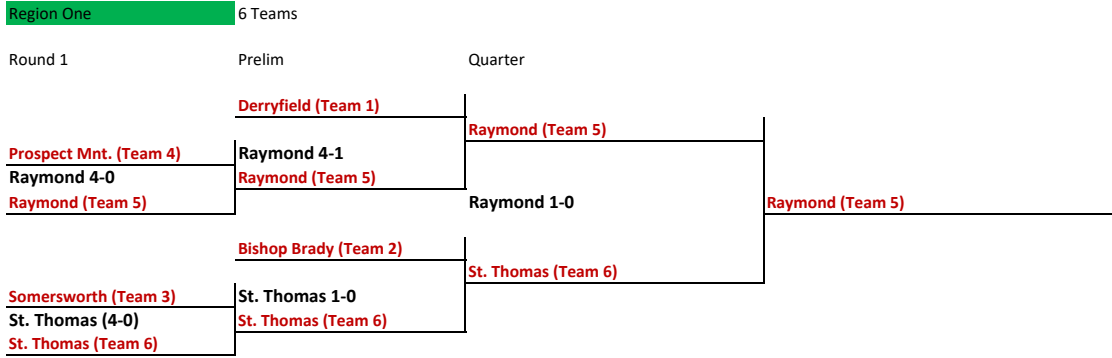 Region One 6 Teams
Round 1 Prelim Quarter
Derryfield (Team 1)
Raymond (Team 5)
Prospect Mnt. (Team 4) Raymond 4-1
Raymond 4-0 Raymond (Team 5)
Raymond (Team 5) Raymond 1-0 Raymond (Team 5)
Bishop Brady (Team 2)
St. Thomas (Team 6)
Somersworth (Team 3) St. Thomas 1-0
St. Thomas (4-0) St. Thomas (Team 6)
St. Thomas (Team 6)